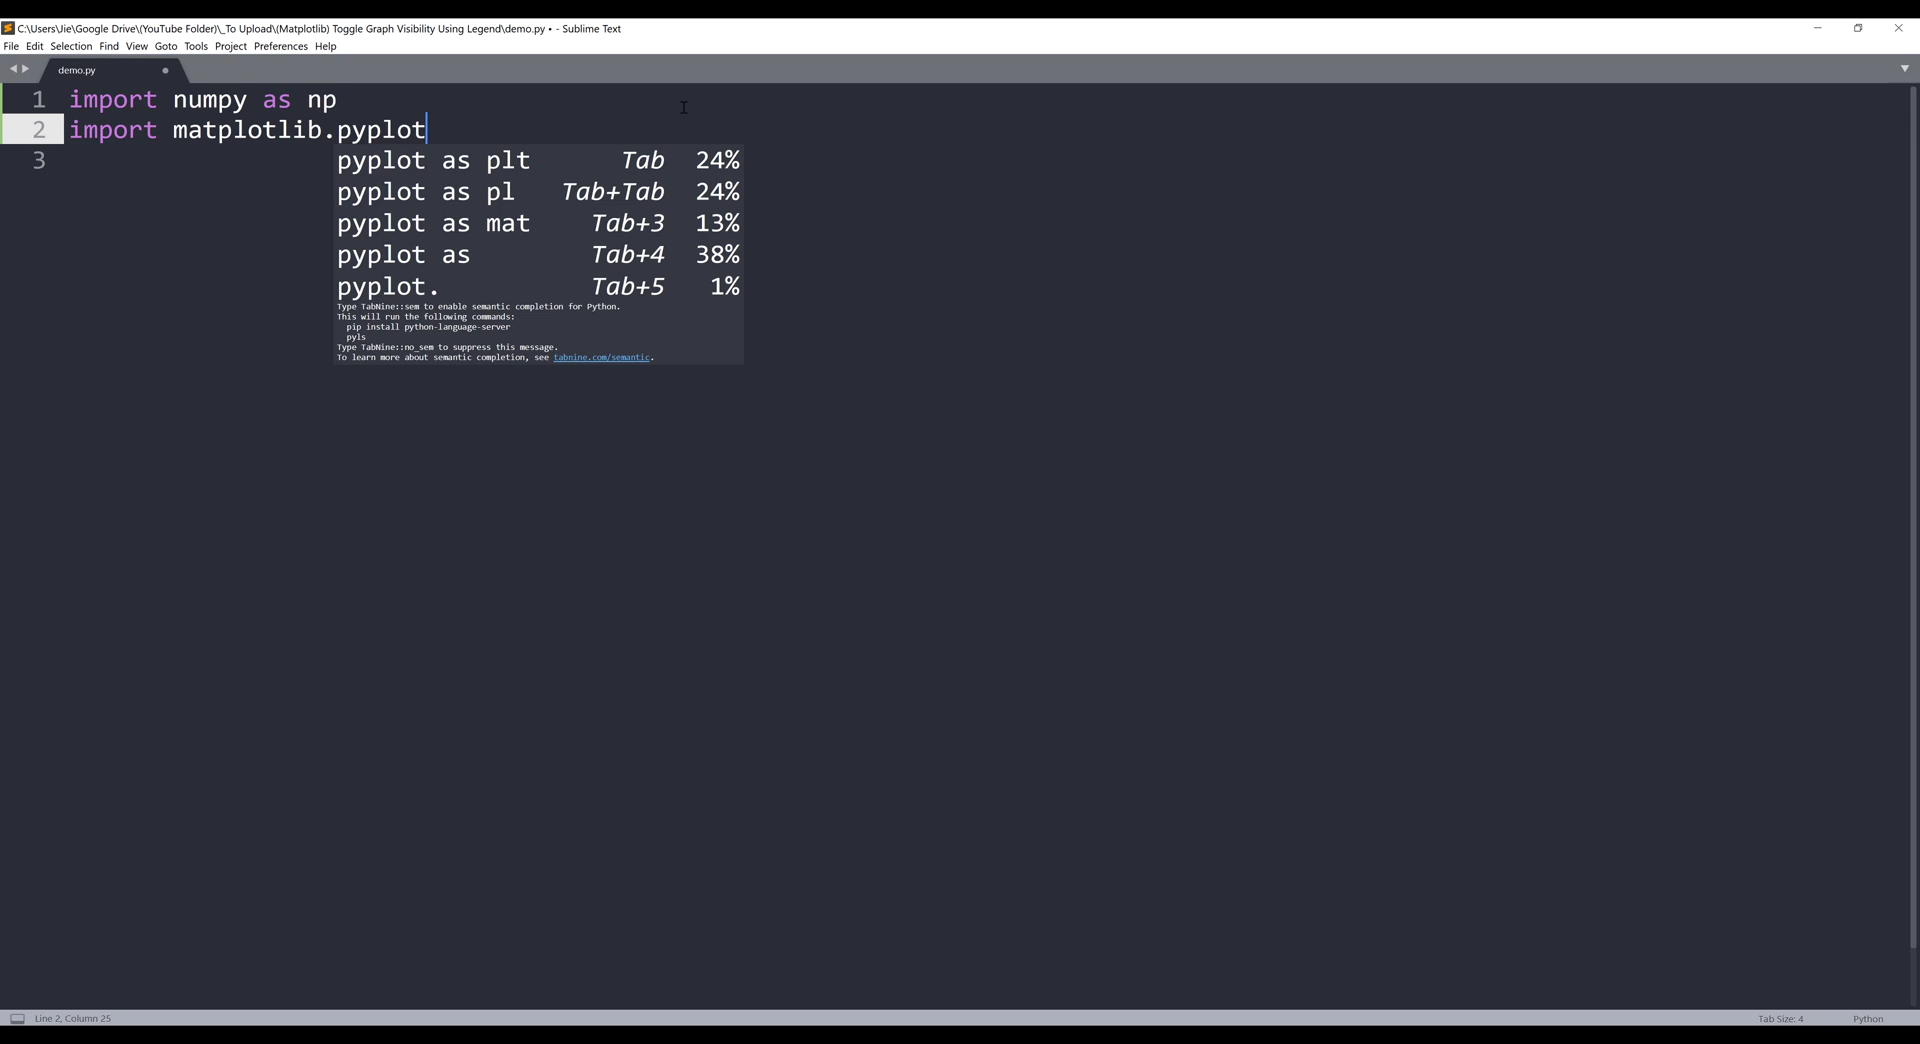 C:\Users\Jie\Google Drive\(YouTube Folder)\_To Upload\(Matplotlib) Toggle Graph Visibility Using Legend\demo.py • - Sublime Text
File Edit Selection Find View Goto Tools Project Preferences Help
demo.py
1 import numpy as np
2 import matplotlib.pyplot
3
pyplot as plt Tab 24%
pyplot as pl Tab+Tab 24%
pyplot as mat Tab+3 13%
pyplot as Tab+4 38%
pyplot. Tab+5 1%
Type TabNine::sem to enable semantic completion for Python.
This will run the following commands:
pip install python-language-server
pyls
Type TabNine::no_sem to suppress this message.
To learn more about semantic completion, see tabnine.com/semantic.
Line 2, Column 25
Tab Size: 4
Python